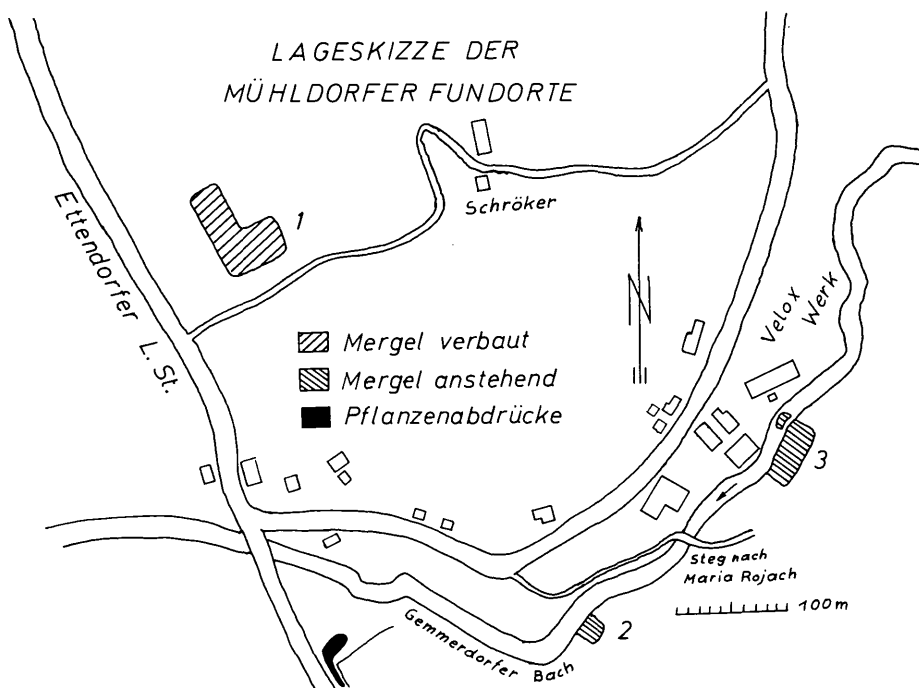 LAGESKIZZE DER
MÜHLDORFER FUNDORTE
Ettendorfer L. St.
1
Schröker
N
Velox
Werk
Mergel verbaut
Mergel anstehend
Pflanzenabdrücke
3
Steg nach
Maria Rojach
100m
2
Gemmerdorfer Bach